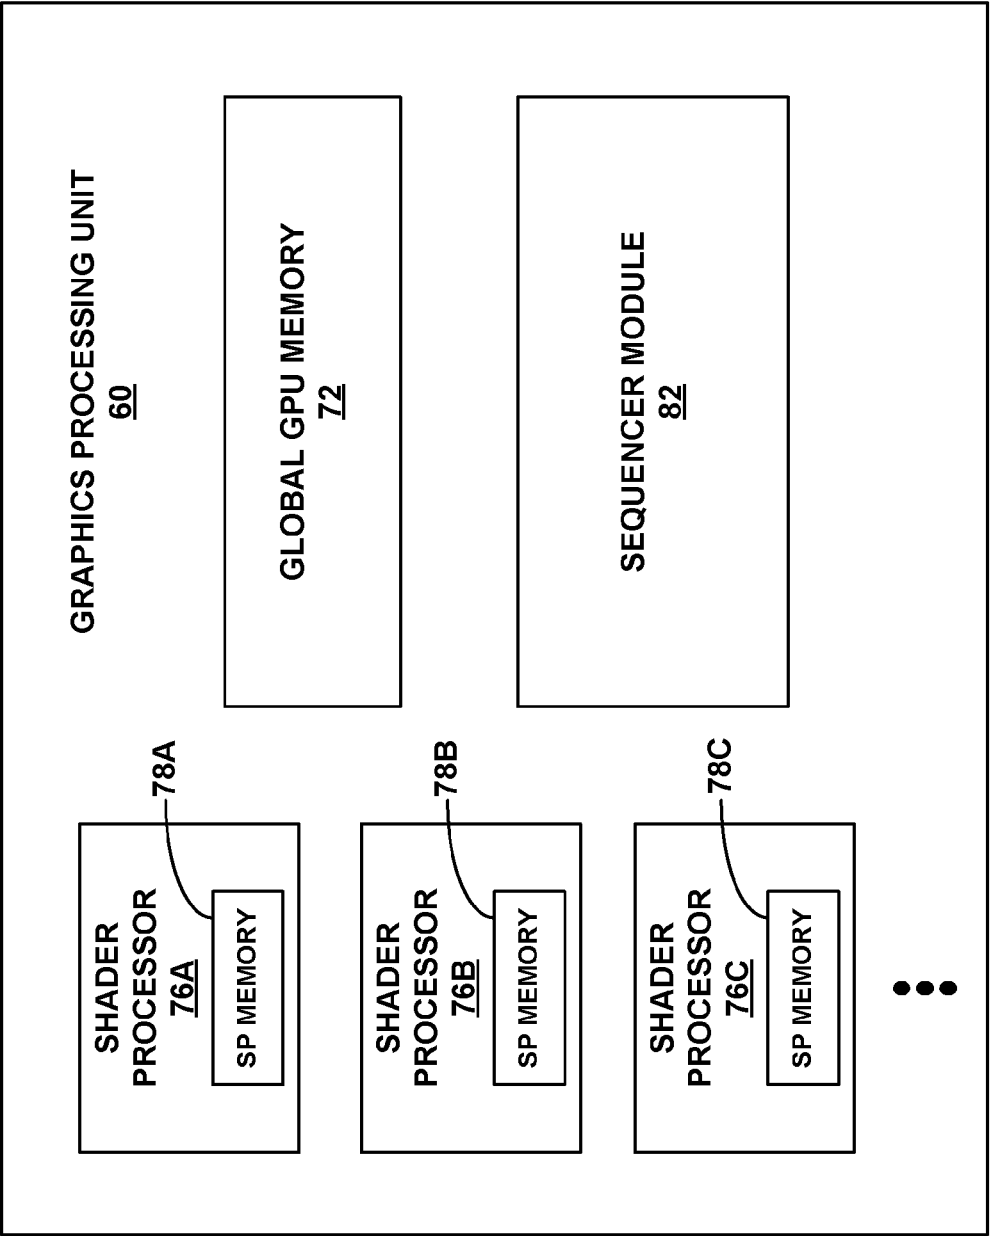 GRAPHICS PROCESSING UNIT
60
GLOBAL GPU MEMORY
72
SEQUENCER MODULE
82
78A
SHADER
PROCESSOR
76A
SP MEMORY
78B
SHADER
PROCESSOR
76B
SP MEMORY
78C
SHADER
PROCESSOR
76C
SP MEMORY